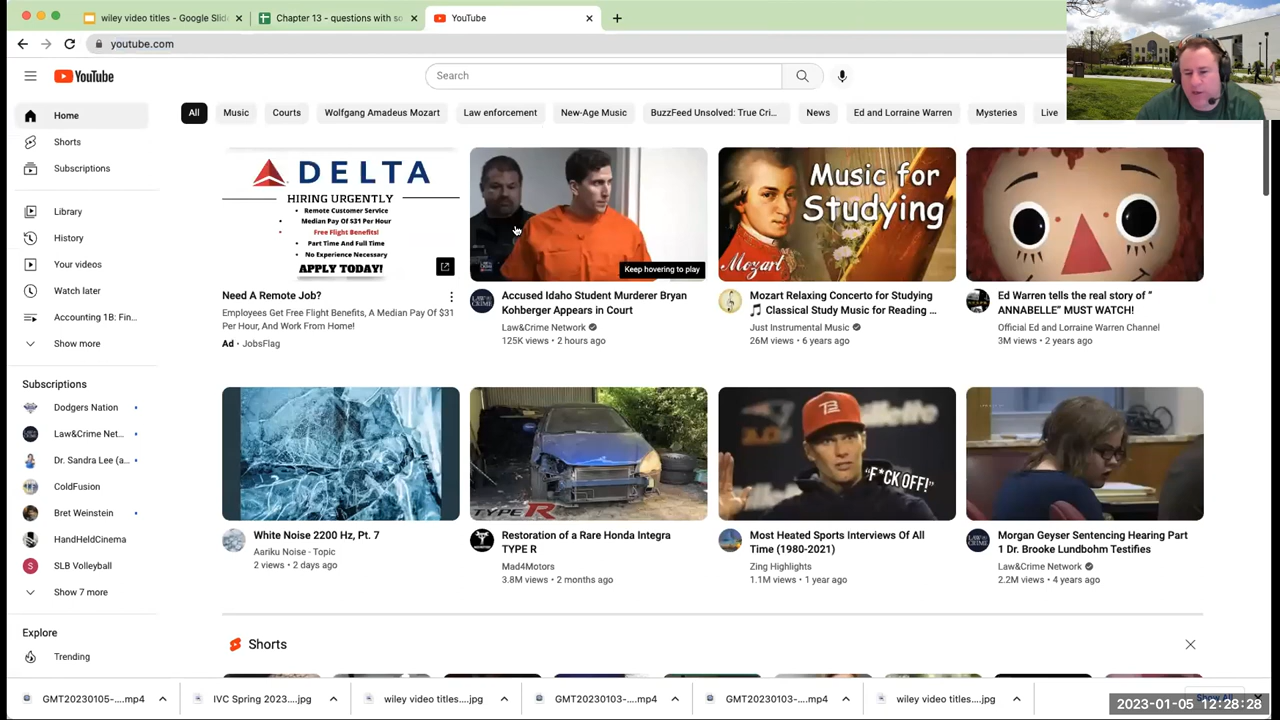 wiley video titles - Google Slide
Chapter 13 - questions with so
YouTube
youtube.com
YouTube
Search
Home
Shorts
Subscriptions
Library
History
Your videos
Watch later
Accounting 1B: Fin...
Show more
Subscriptions
Dodgers Nation
Law&Crime Net...
Dr. Sandra Lee (a...
ColdFusion
Bret Weinstein
HandHeldCinema
S
SLB Volleyball
Show 7 more
Explore
Trending
All
Music
Courts
Wolfgang Amadeus Mozart
Law enforcement
New-Age Music
BuzzFeed Unsolved: True Cri...
News
Ed and Lorraine Warren
Mysteries
Live
DELTA
HIRING URGENTLY
• Remote Customer Service
• Median Pay Of $31 Per Hour
• Free Flight Benefits!
• Part Time And Full Time
• No Experience Necessary
APPLY TODAY!
Need A Remote Job?
Employees Get Free Flight Benefits, A Median Pay Of $31
Per Hour, And Work From Home!
Ad · JobsFlag
Keep hovering to play
Accused Idaho Student Murderer Bryan
Kohberger Appears in Court
Law&Crime Network
125K views • 2 hours ago
Music for
Studying
Mozart
Mozart Relaxing Concerto for Studying
🎵 Classical Study Music for Reading ...
Just Instrumental Music
26M views • 6 years ago
Ed Warren tells the real story of “
ANNABELLE” MUST WATCH!
Official Ed and Lorraine Warren Channel
3M views • 2 years ago
White Noise 2200 Hz, Pt. 7
Aariku Noise - Topic
2 views • 2 days ago
TYPE R
Restoration of a Rare Honda Integra
TYPE R
Mad4Motors
3.8M views • 2 months ago
"F*CK OFF!"
Most Heated Sports Interviews Of All
Time (1980-2021)
Zing Highlights
1.1M views • 1 year ago
Morgan Geyser Sentencing Hearing Part
1 Dr. Brooke Lundbohm Testifies
Law&Crime Network
2.2M views • 4 years ago
Shorts
GMT20230105-....mp4
IVC Spring 2023....jpg
wiley video titles....jpg
GMT20230103-....mp4
GMT20230103-....mp4
wiley video titles....jpg
Show All
2023-01-05 12:28:28